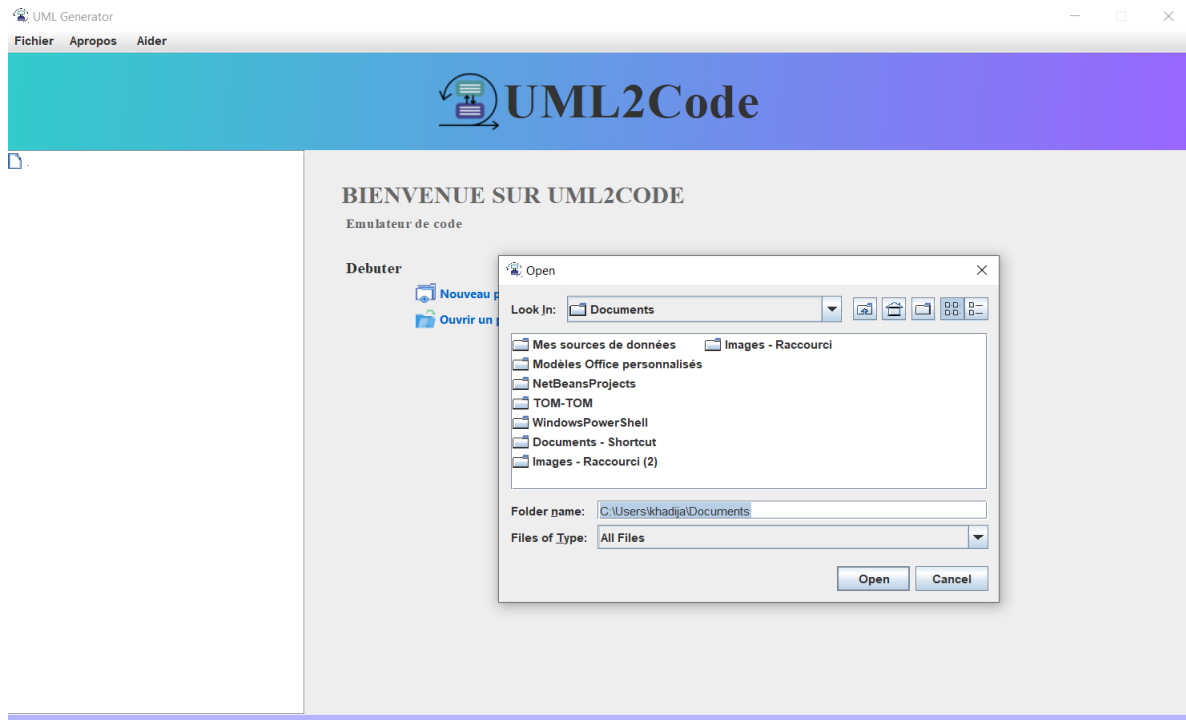 UML Generator
Fichier Apropos Aider
UML2Code
.
BIENVENUE SUR UML2CODE
Emulateur de code
Debuter
Nouveau
Ouvrir un
Open
Look In: Documents
Mes sources de données Images - Raccourci
Modèles Office personnalisés
NetBeansProjects
TOM-TOM
WindowsPowerShell
Documents - Shortcut
Images - Raccourci (2)
Folder name: C:\Users\khadija\Documents
Files of Type: All Files
Open Cancel